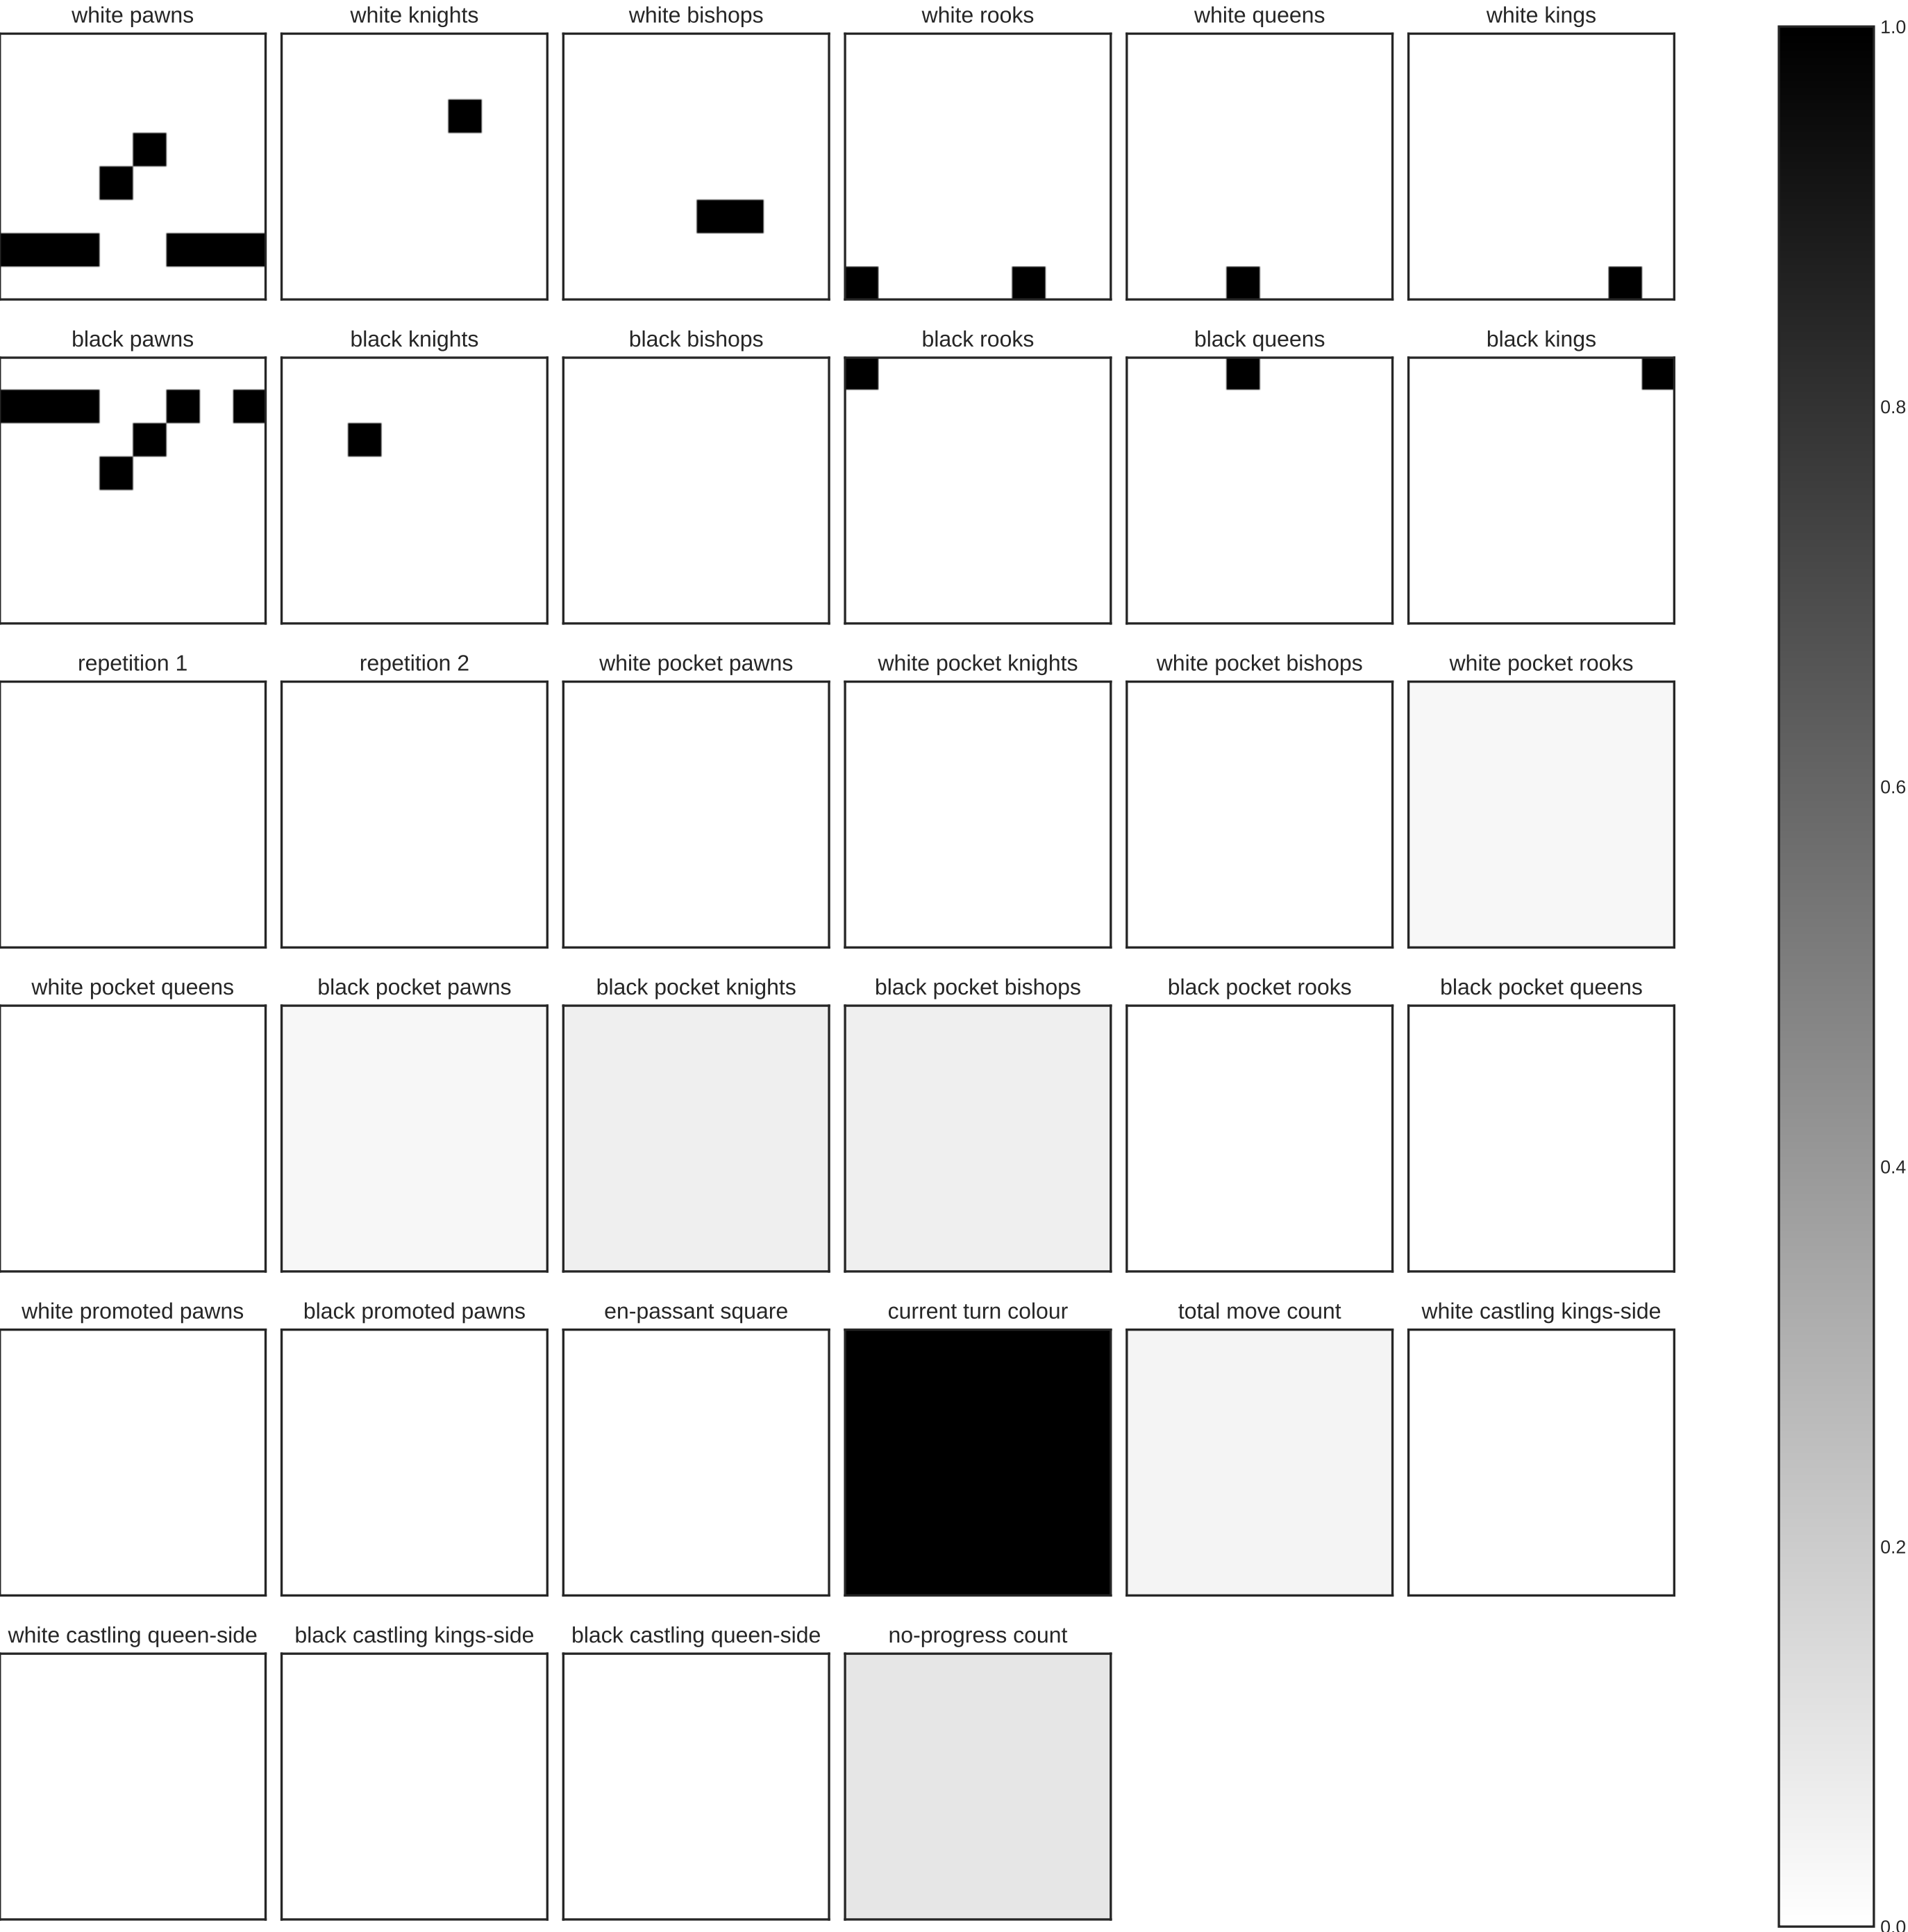 white pawns
white knights
white bishops
white rooks
white queens
white kings
1.0
black pawns
black knights
black bishops
black rooks
black queens
black kings
0.8
repetition 1
repetition 2
white pocket pawns
white pocket knights
white pocket bishops
white pocket rooks
0.6
white pocket queens
black pocket pawns
black pocket knights
black pocket bishops
black pocket rooks
black pocket queens
0.4
white promoted pawns
black promoted pawns
en-passant square
current turn colour
total move count
white castling kings-side
0.2
white castling queen-side
black castling kings-side
black castling queen-side
no-progress count
0.0